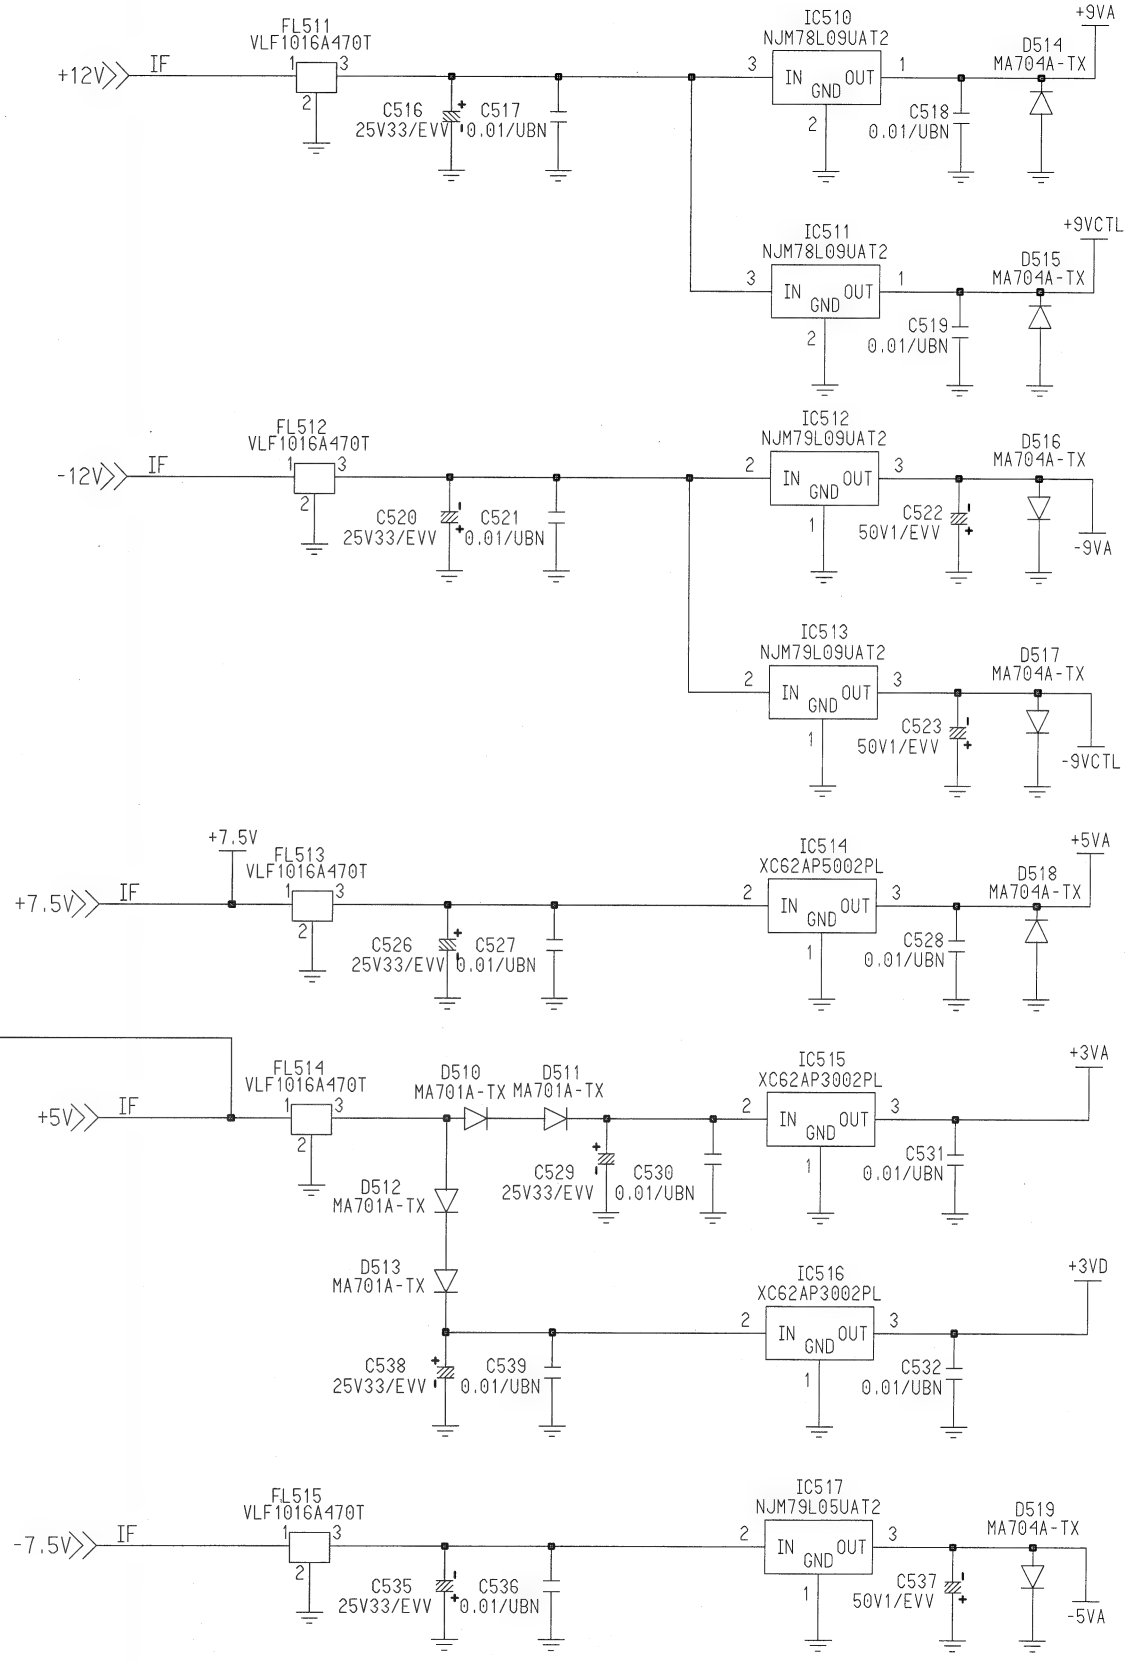 +9VA
FL511
VLF1016A470T
IC510
NJM78L09UAT2
D514
MA704A-TX
+12V
IF
1
3
2
3
IN
OUT
GND
1
2
C516
25V33/EVV
+
-
C517
0.01/UBN
C518
0.01/UBN
+9VCTL
IC511
NJM78L09UAT2
D515
MA704A-TX
3
IN
OUT
GND
1
2
C519
0.01/UBN
FL512
VLF1016A470T
IC512
NJM79L09UAT2
D516
MA704A-TX
-12V
IF
1
3
2
2
IN
OUT
GND
3
1
C520
25V33/EVV
-
+
C521
0.01/UBN
C522
50V1/EVV
-
+
-9VA
IC513
NJM79L09UAT2
D517
MA704A-TX
2
IN
OUT
GND
3
1
C523
50V1/EVV
-
+
-9VCTL
+7.5V
FL513
VLF1016A470T
IC514
XC62AP5002PL
+5VA
D518
MA704A-TX
+7.5V
IF
1
3
2
2
IN
OUT
GND
3
1
C526
25V33/EVV
+
-
C527
0.01/UBN
C528
0.01/UBN
FL514
VLF1016A470T
D510
MA701A-TX
D511
MA701A-TX
IC515
XC62AP3002PL
+3VA
+5V
IF
1
3
2
2
IN
OUT
GND
3
1
D512
MA701A-TX
C529
25V33/EVV
+
-
C530
0.01/UBN
C531
0.01/UBN
D513
MA701A-TX
IC516
XC62AP3002PL
+3VD
2
IN
OUT
GND
3
1
C538
25V33/EVV
+
-
C539
0.01/UBN
C532
0.01/UBN
FL515
VLF1016A470T
IC517
NJM79L05UAT2
D519
MA704A-TX
-7.5V
IF
1
3
2
2
IN
OUT
GND
3
1
C535
25V33/EVV
-
+
C536
0.01/UBN
C537
50V1/EVV
-
+
-5VA